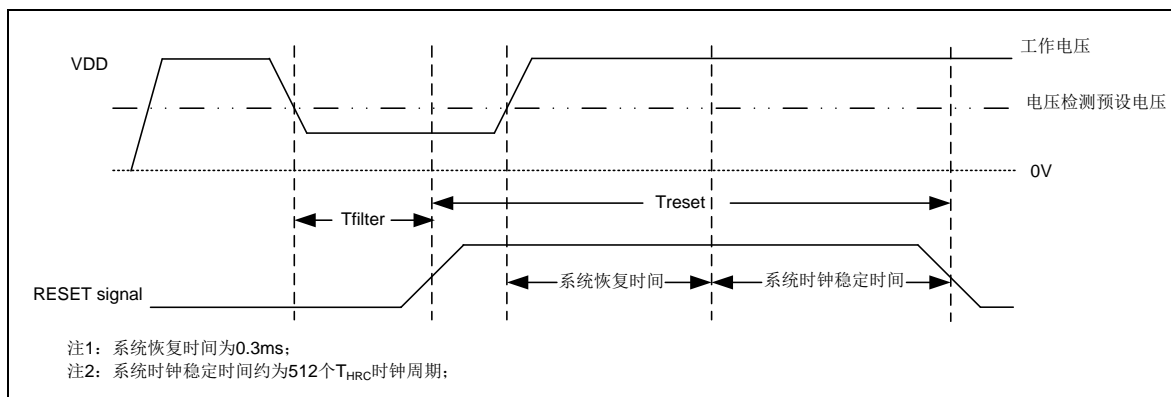 VDD
工作电压
电压检测预设电压
0V
Treset
Tfilter
系统恢复时间
系统时钟稳定时间
RESET signal
注1：系统恢复时间为0.3ms；
注2：系统时钟稳定时间约为512个THRC时钟周期；